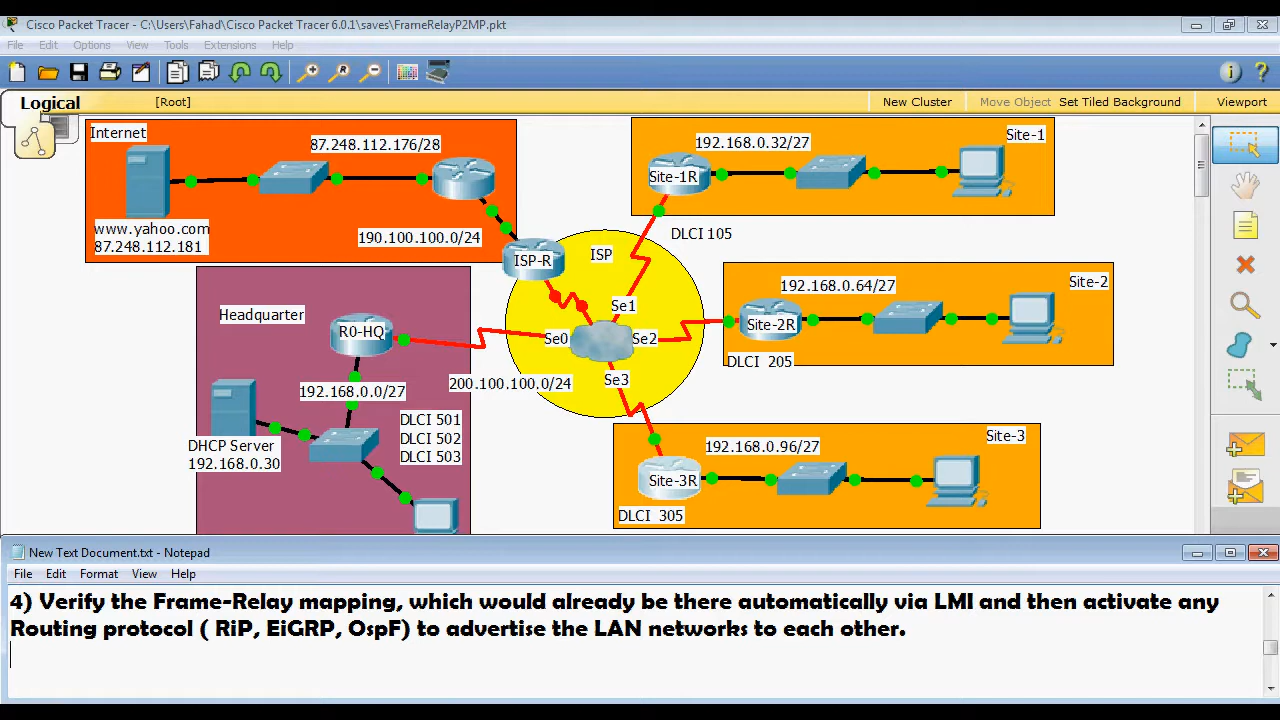 Cisco Packet Tracer - C:\Users\Fahad\Cisco Packet Tracer 6.0.1\saves\FrameRelayP2MP.pkt
File Edit Options View Tools Extensions Help
Logical [Root] New Cluster Move Object Set Tiled Background Viewport
Internet
87.248.112.176/28
www.yahoo.com
87.248.112.181
190.100.100.0/24
192.168.0.32/27
Site-1
Site-1R
DLCI 105
ISP-R
ISP
Se1
Se0
Se2
Se3
192.168.0.64/27
Site-2
Site-2R
DLCI 205
Headquarter
R0-HQ
200.100.100.0/24
192.168.0.0/27
DLCI 501
DLCI 502
DLCI 503
DHCP Server
192.168.0.30
192.168.0.96/27
Site-3
Site-3R
DLCI 305
New Text Document.txt - Notepad
File Edit Format View Help
4) Verify the Frame-Relay mapping, which would already be there automatically via LMI and then activate any
Routing protocol ( RiP, EiGRP, OspF) to advertise the LAN networks to each other.